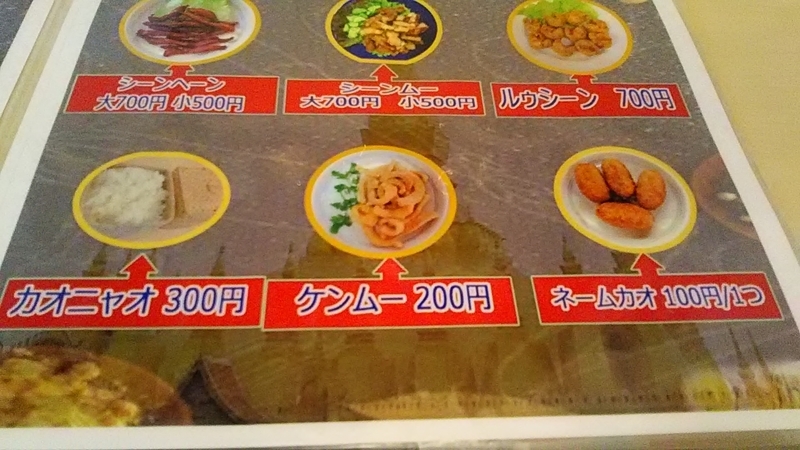 シーンヘーン
大700円 小500円
シーンムー
大700円 小500円
ルゥシーン 700円
カオニャオ 300円
ケンムー 200円
ネームカオ 100円/1つ